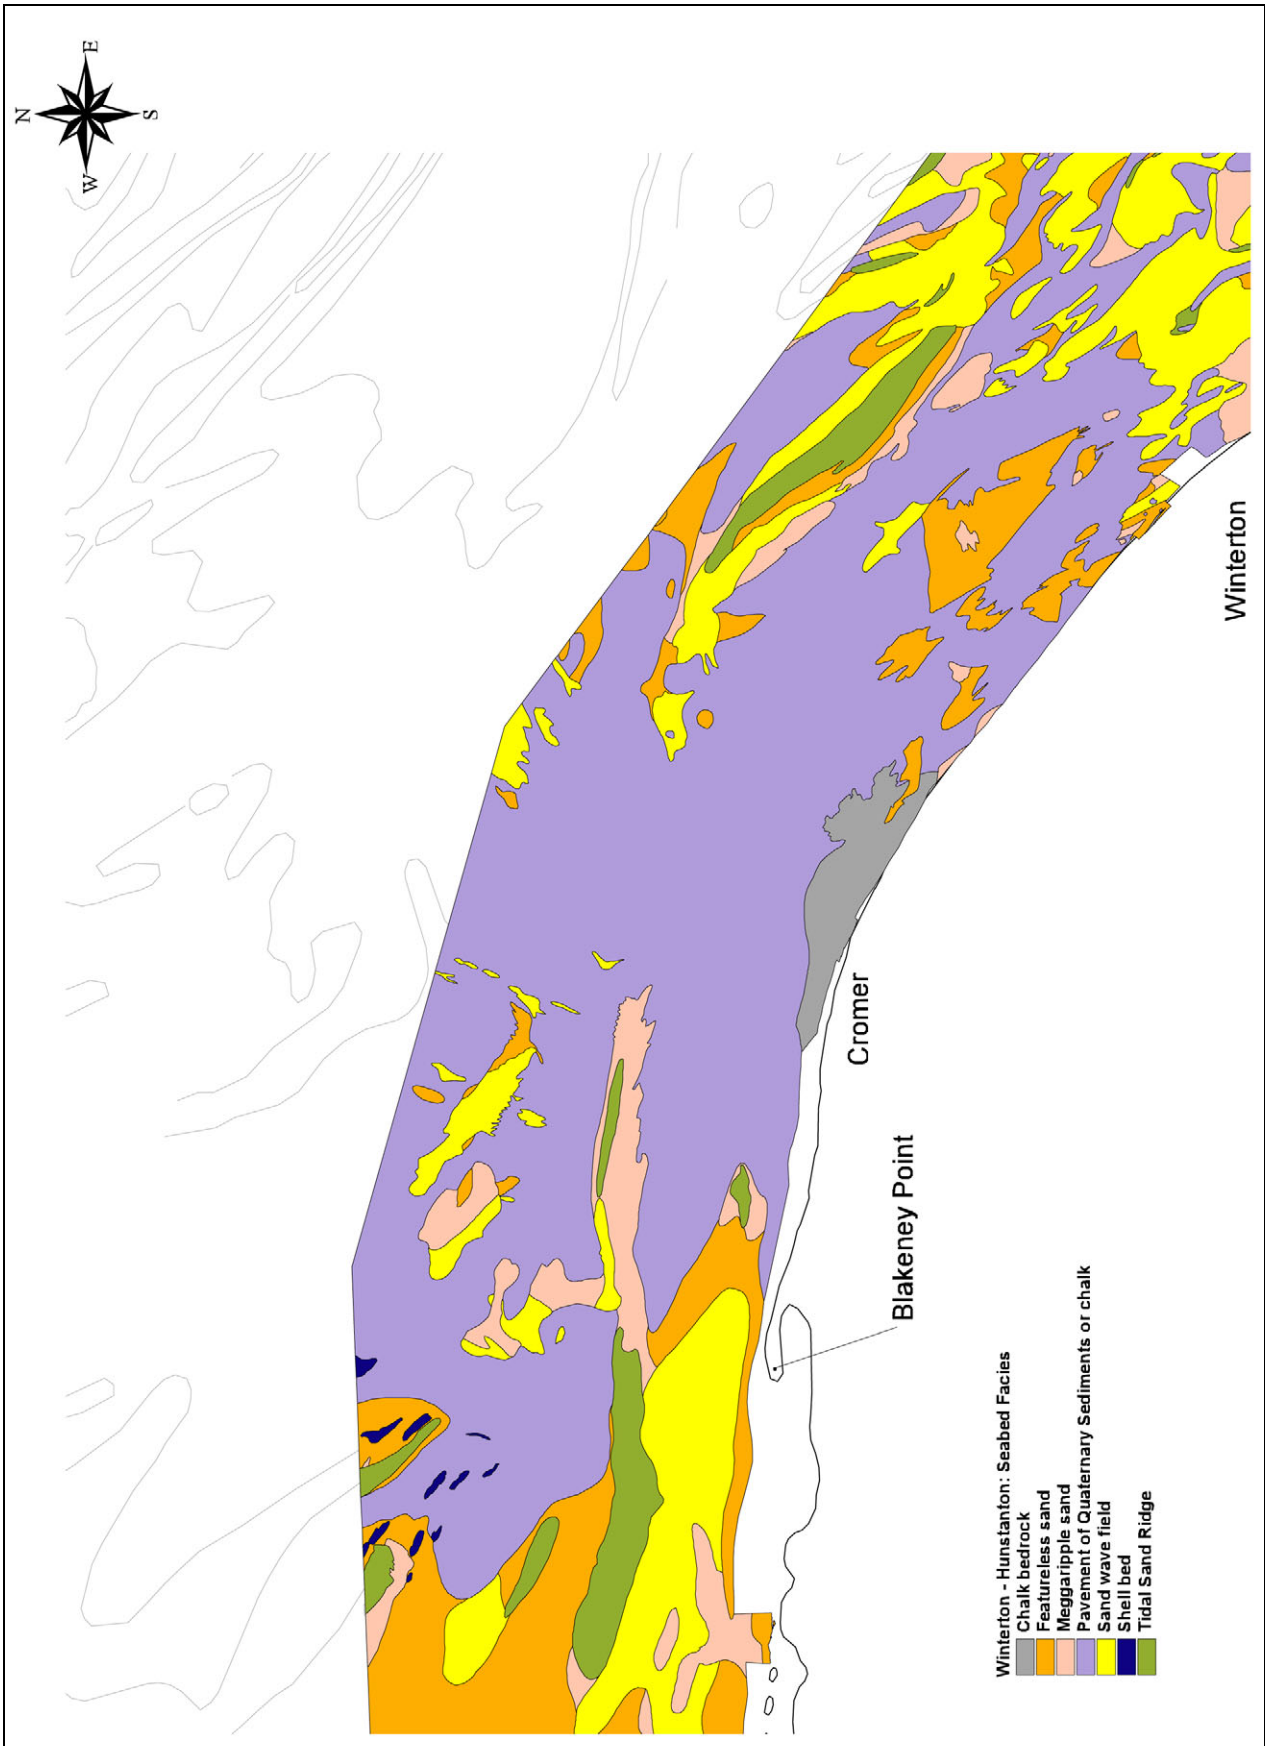 N
E
S
W
Winterton
Cromer
Blakeney Point
Winterton - Hunstanton: Seabed Facies
Chalk bedrock
Featureless sand
Meggaripple sand
Pavement of Quaternary Sediments or chalk
Sand wave field
Shell bed
Tidal Sand Ridge